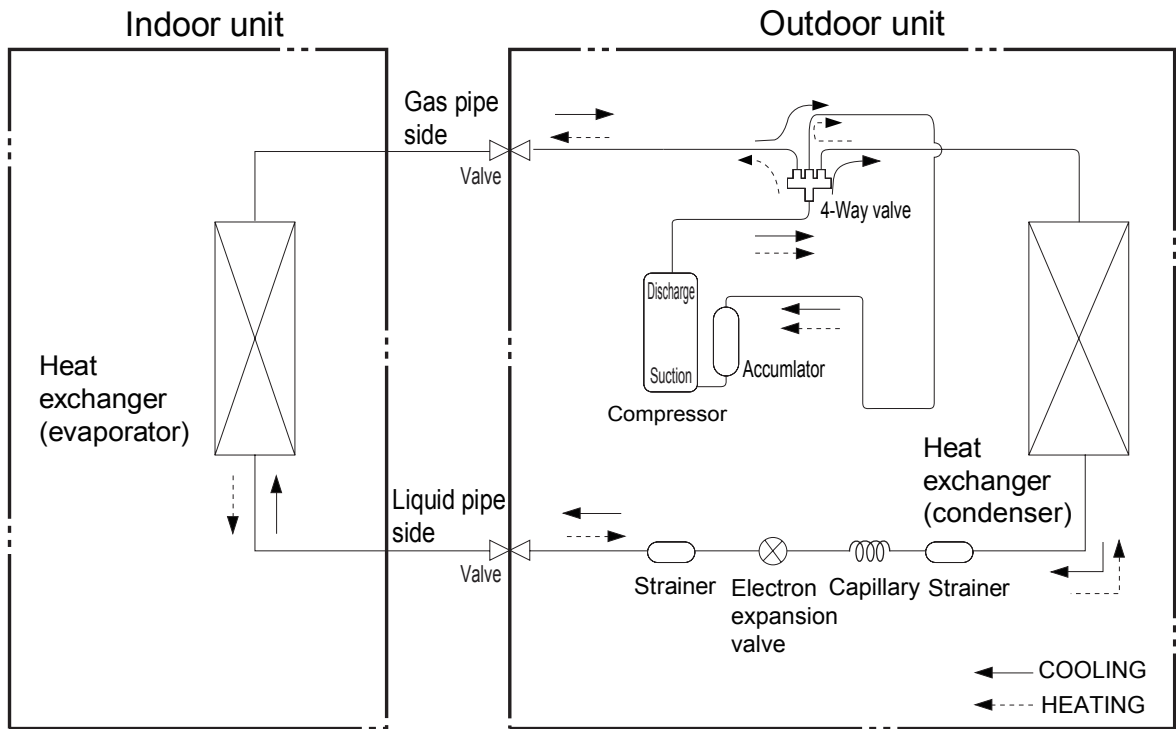 Indoor unit
Outdoor unit
Gas pipe
side
Valve
4-Way valve
Discharge
Suction
Accumlator
Compressor
Heat
exchanger
(evaporator)
Heat
exchanger
(condenser)
Liquid pipe
side
Valve
Strainer
Electron
expansion
valve
Capillary
Strainer
COOLING
HEATING